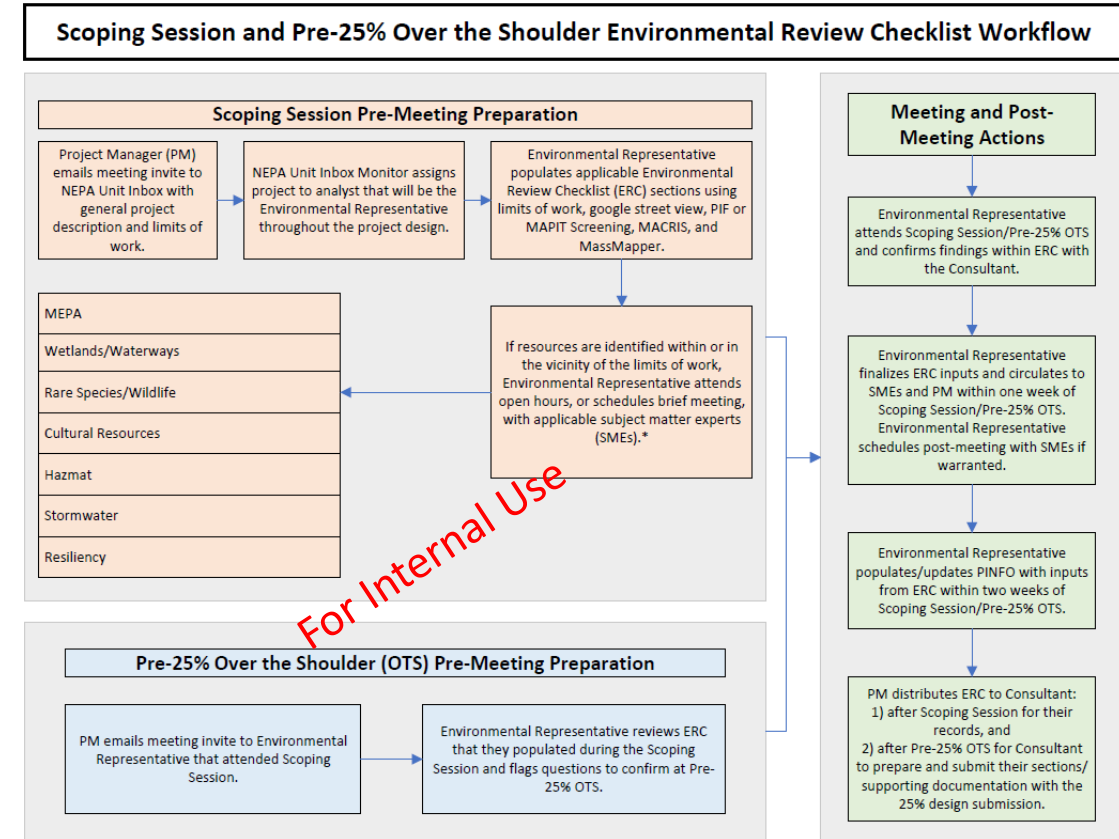 Scoping Session and Pre-25% Over the Shoulder Environmental Review Checklist Workflow
Scoping Session Pre-Meeting Preparation
Project Manager (PM)
emails meeting invite to
NEPA Unit Inbox with
general project
description and limits of
work.
NEPA Unit Inbox Monitor assigns
project to analyst that will be the
Environmental Representative
throughout the project design.
Environmental Representative
populates applicable Environmental
Review Checklist (ERC) sections using
limits of work, google street view, PIF or
MAPIT Screening, MACRIS, and
MassMapper.
If resources are identified within or in
the vicinity of the limits of work,
Environmental Representative attends
open hours, or schedules brief meeting,
with applicable subject matter experts
(SMEs).*
MEPA
Wetlands/Waterways
Rare Species/Wildlife
Cultural Resources
Hazmat
Stormwater
Resiliency
For Internal Use
Pre-25% Over the Shoulder (OTS) Pre-Meeting Preparation
PM emails meeting invite to Environmental
Representative that attended Scoping
Session.
Environmental Representative reviews ERC
that they populated during the Scoping
Session and flags questions to confirm at Pre-
25% OTS.
Meeting and Post-
Meeting Actions
Environmental Representative
attends Scoping Session/Pre-25% OTS
and confirms findings within ERC with
the Consultant.
Environmental Representative
finalizes ERC inputs and circulates to
SMEs and PM within one week of
Scoping Session/Pre-25% OTS.
Environmental Representative
schedules post-meeting with SMEs if
warranted.
Environmental Representative
populates/updates PINFO with inputs
from ERC within two weeks of
Scoping Session/Pre-25% OTS.
PM distributes ERC to Consultant:
1) after Scoping Session for their
records, and
2) after Pre-25% OTS for Consultant
to prepare and submit their sections/
supporting documentation with the
25% design submission.